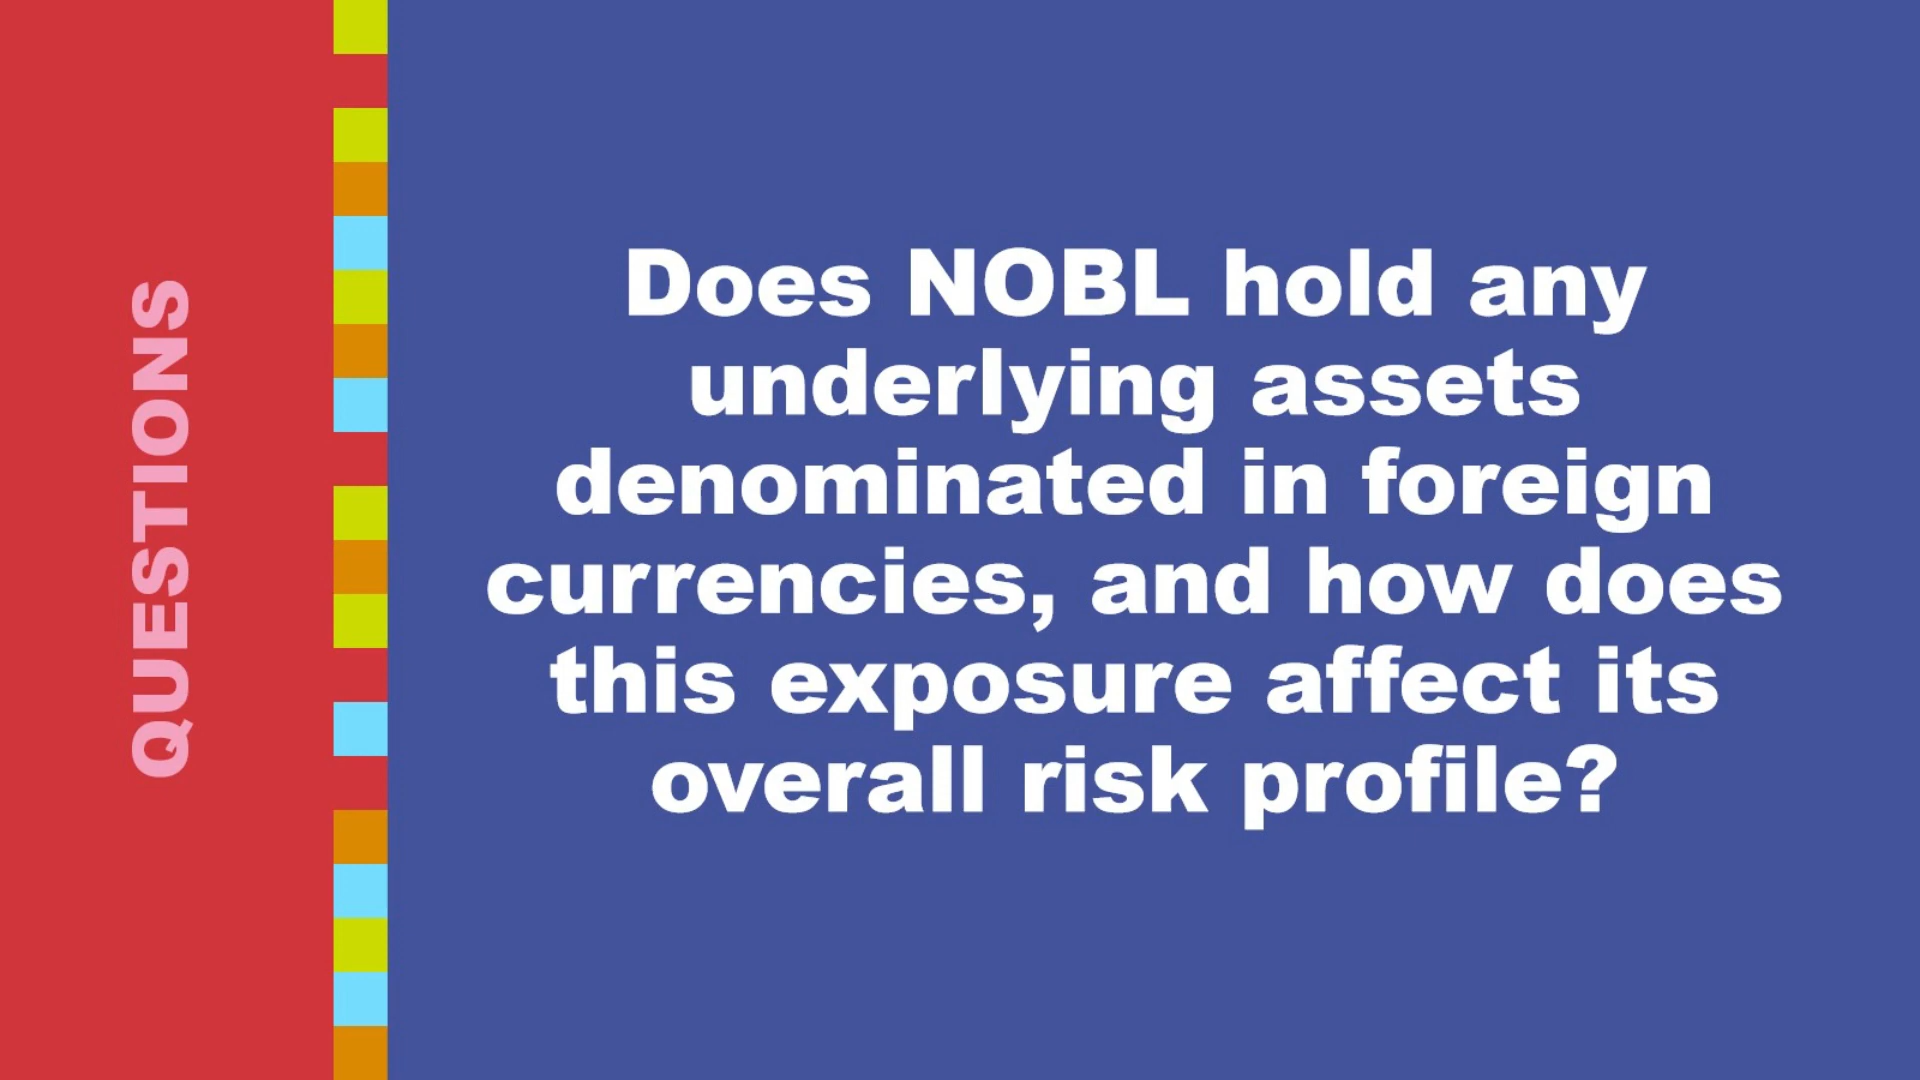 QUESTIONS
Does NOBL hold any
underlying assets
denominated in foreign
currencies, and how does
this exposure affect its
overall risk profile?